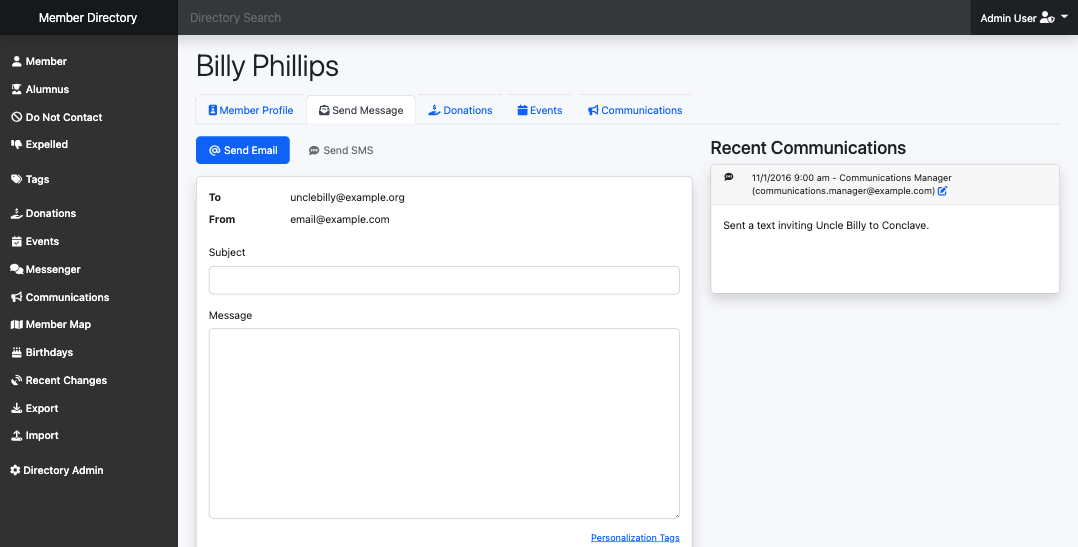 Member Directory
Directory Search
Admin User
Member
Alumnus
Do Not Contact
Expelled
Tags
Donations
Events
Messenger
Communications
Member Map
Birthdays
Recent Changes
Export
Import
Directory Admin
Billy Phillips
Member Profile
Send Message
Donations
Events
Communications
Send Email
Send SMS
To unclebilly@example.org
From email@example.com
Subject
Message
Personalization Tags
Recent Communications
11/1/2016 9:00 am - Communications Manager
(communications.manager@example.com)
Sent a text inviting Uncle Billy to Conclave.